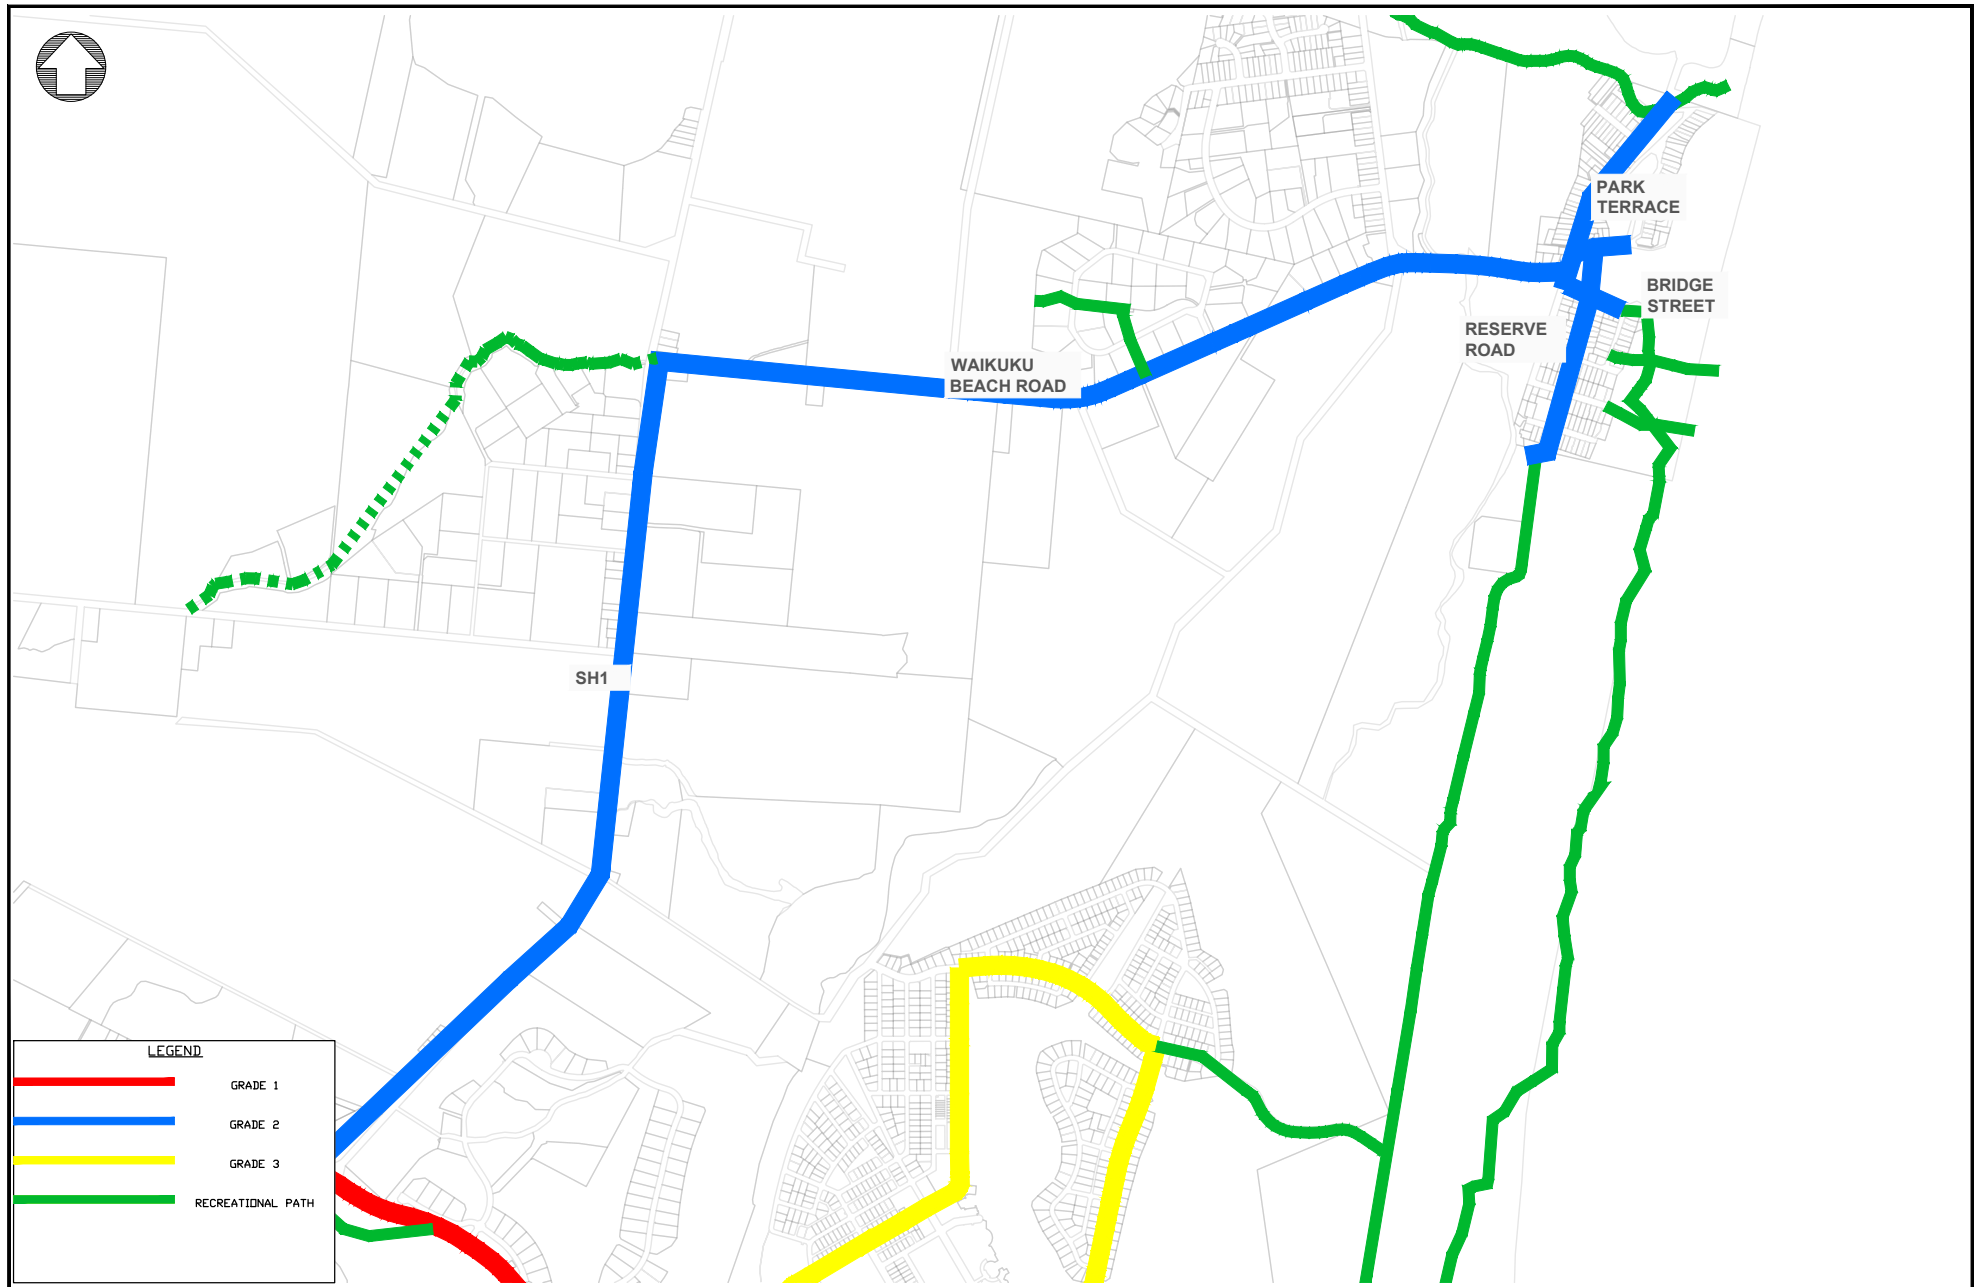 PARK
TERRACE
BRIDGE
STREET
RESERVE
ROAD
WAIKUKU
BEACH ROAD
SH1
LEGEND
GRADE 1
GRADE 2
GRADE 3
RECREATIONAL PATH